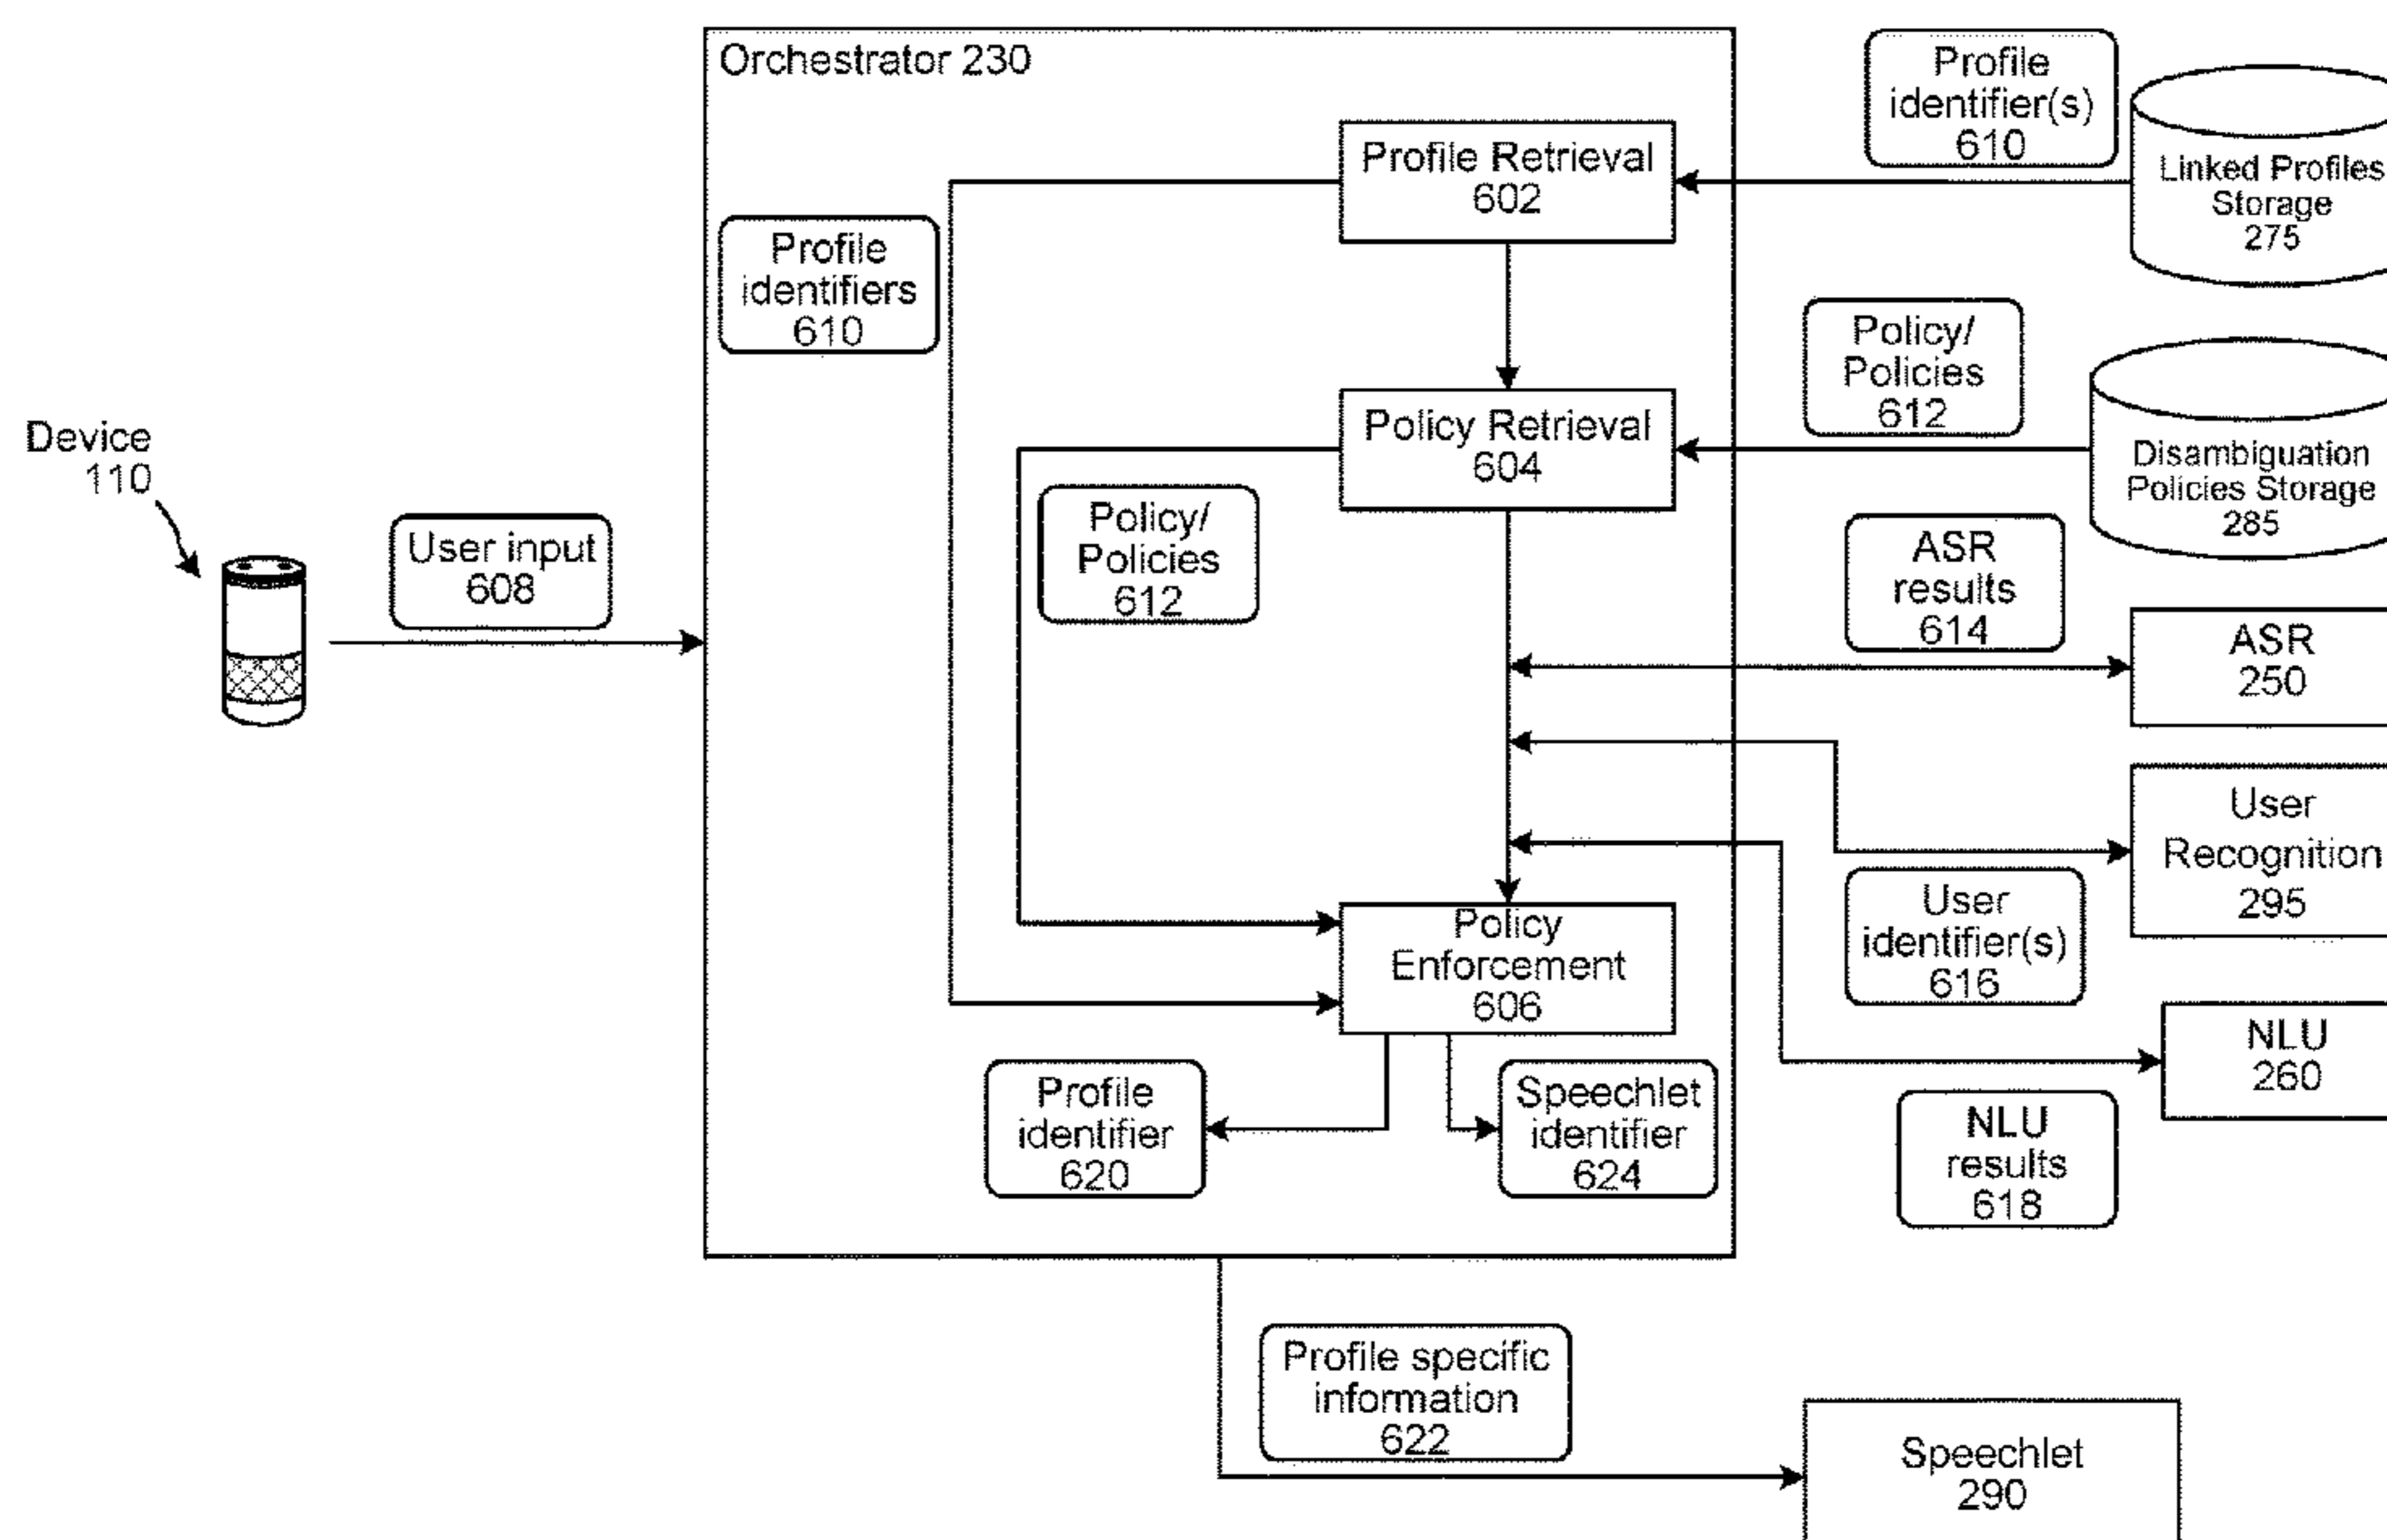 Orchestrator 230
Profile
identifier(s)
610
Linked Profiles
Storage
275
Profile Retrieval
602
Profile
identifiers
610
Policy/
Policies
612
Disambiguation
Policies Storage
285
Policy Retrieval
604
Device
110
User input
608
Policy/
Policies
612
ASR
results
614
ASR
250
User
Recognition
295
User
identifier(s)
616
Policy
Enforcement
606
NLU
260
Profile
identifier
620
Speechlet
identifier
624
NLU
results
618
Profile specific
information
622
Speechlet
290